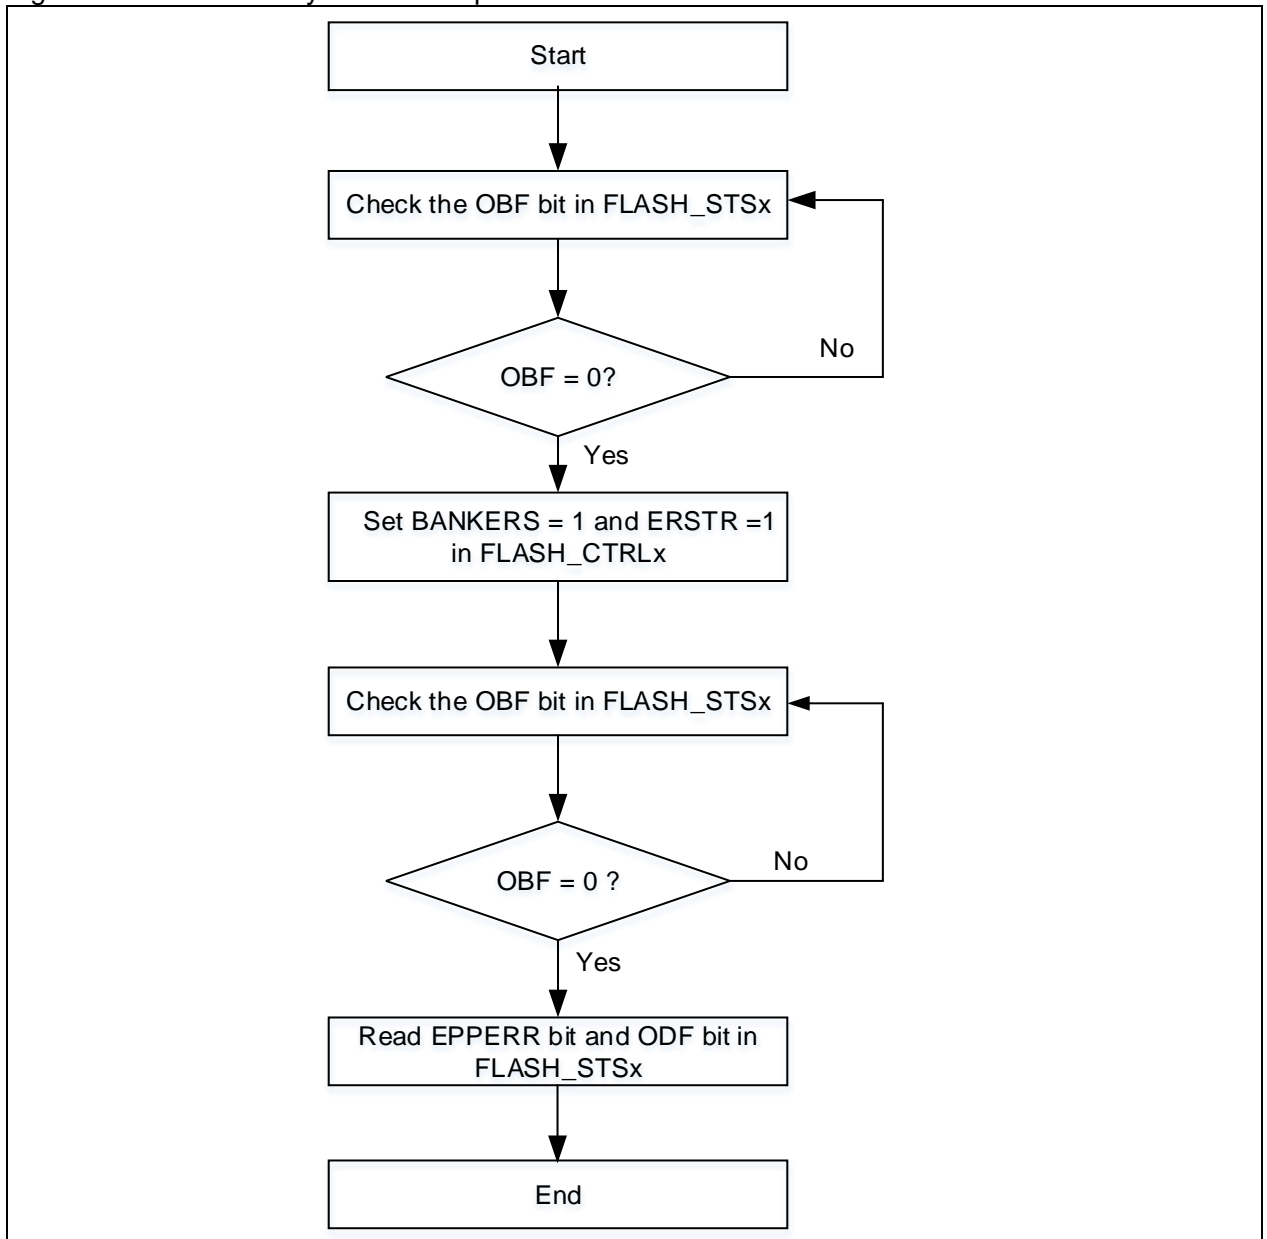 Start
Check the OBF bit in FLASH_STSx
OBF = 0?
No
Yes
Set BANKERS = 1 and ERSTR =1
in FLASH_CTRLx
Check the OBF bit in FLASH_STSx
No
OBF = 0 ?
Yes
Read EPPERR bit and ODF bit in
FLASH_STSx
End